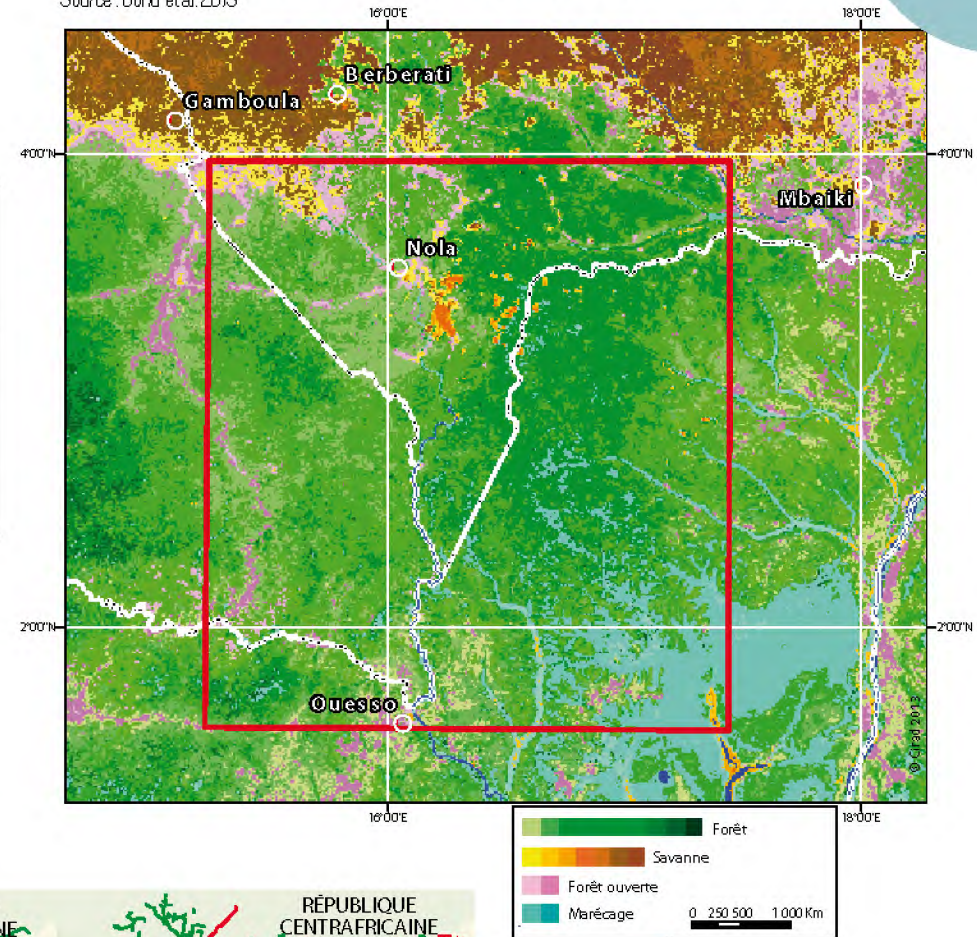 16°00'E 18°00'E
Berberati
Gamboula
4°00"N 4°00"N
Mbaiki
Nola
2°00"N 2°00"N
Ouesso
© Cirad 2013
16°00'E 18°00'E
Forêt
Savanne
Forêt ouverte
Marécage
0 250 500 1 000 Km
RÉPUBLIQUE
CENTRAFRICAINE